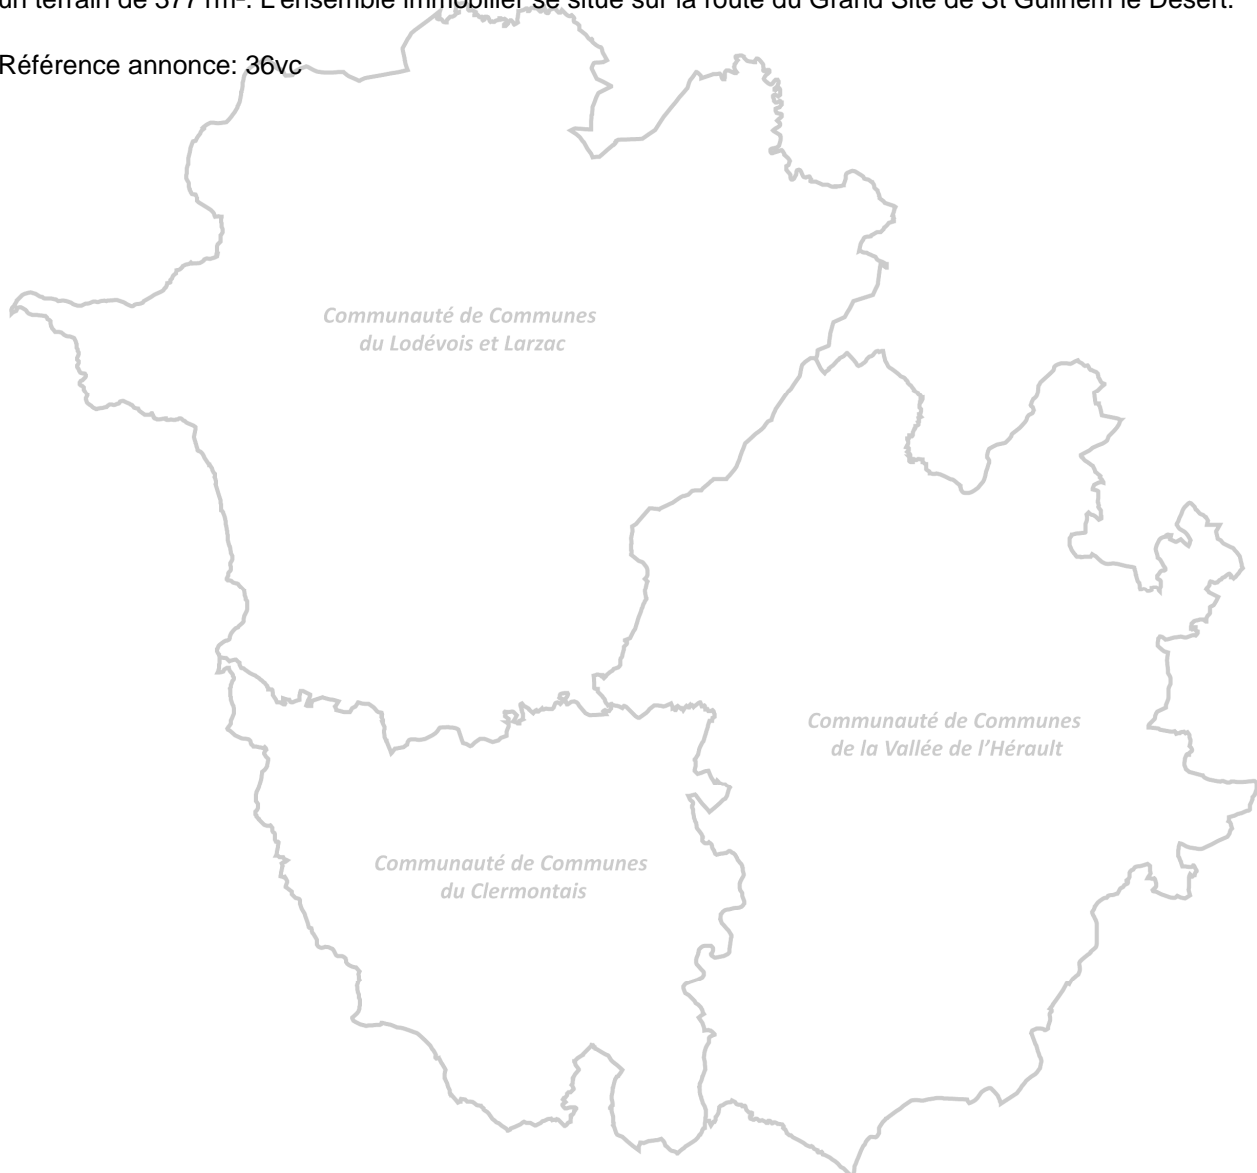 un terrain de 377 m². L'ensemble immobilier se situe sur la route du Grand Site de St Guilhem le Désert.
Référence annonce: 36vc
Communauté de Communes
du Lodévois et Larzac
Communauté de Communes
de la Vallée de l'Hérault
Communauté de Communes
du Clermontais